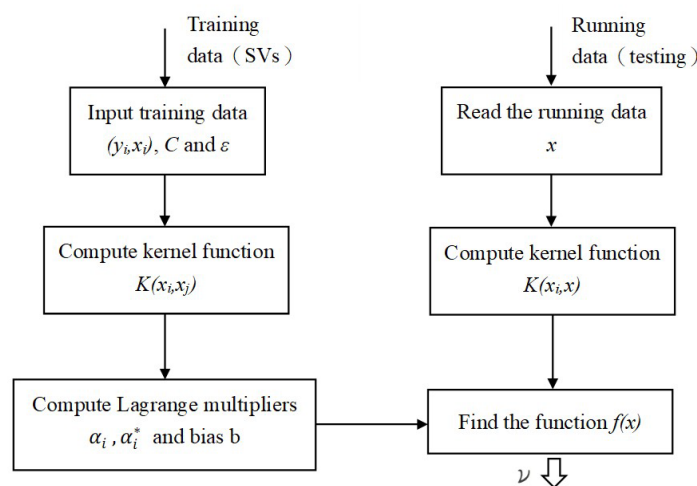 Training
data（SVs）
Input training data
(yᵢ,xᵢ), C and ε
Compute kernel function
K(xᵢ,xⱼ)
Compute Lagrange multipliers
αᵢ , αᵢ* and bias b
Running
data（testing）
Read the running data
x
Compute kernel function
K(xᵢ,x)
Find the function f(x)
ν